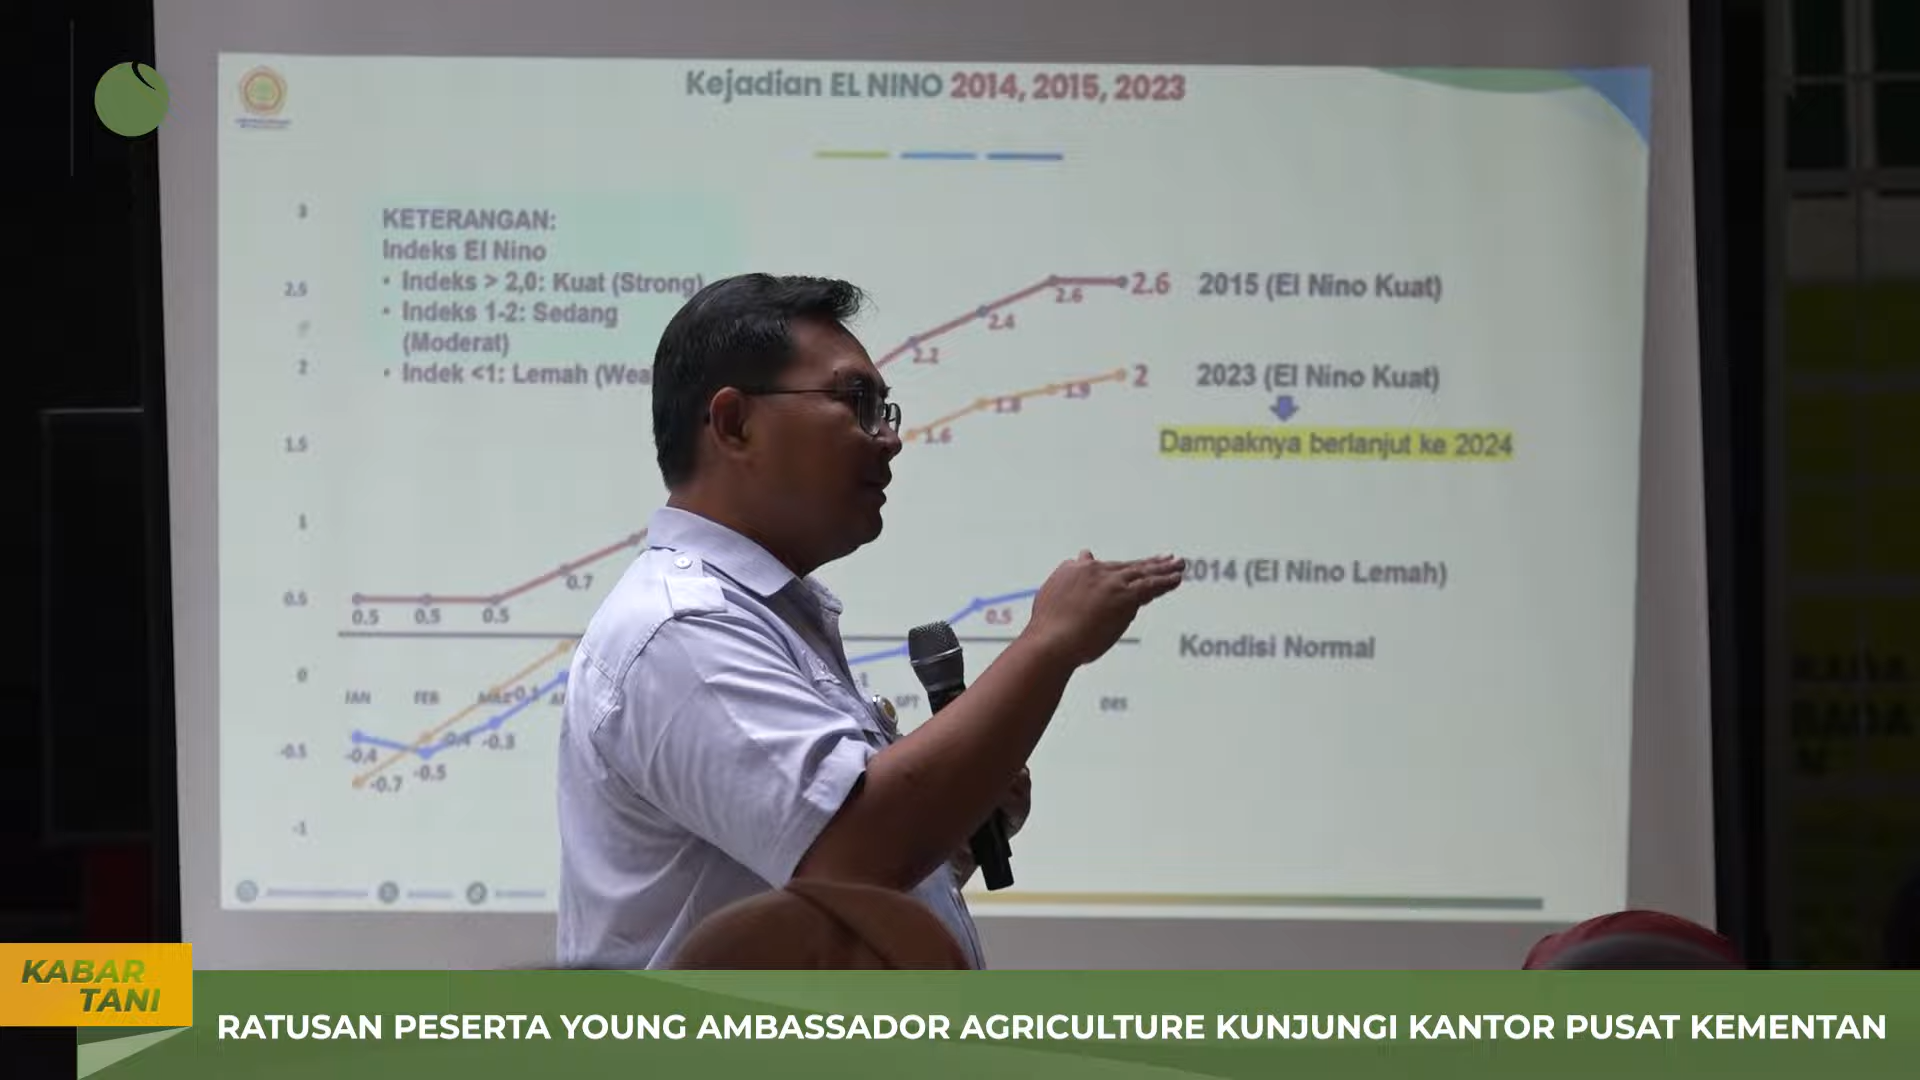 Kejadian EL NINO 2014, 2015, 2023
3
2.5
2
1.5
1
0.5
0
-0.5
-1
KETERANGAN:
Indeks El Nino
• Indeks > 2,0: Kuat (Strong)
• Indeks 1-2: Sedang
(Moderat)
• Indek <1: Lemah (Wea
2.2
2.4
2.6
2.6
2015 (El Nino Kuat)
1.6
1.8
1.9
2
2023 (El Nino Kuat)
Dampaknya berlanjut ke 2024
0.5
0.5
0.5
0.7
0.5
2014 (El Nino Lemah)
Kondisi Normal
JAN
FEB
SPT
DES
-0.4
-0.7
-0.5
-0.3
KABAR
TANI
RATUSAN PESERTA YOUNG AMBASSADOR AGRICULTURE KUNJUNGI KANTOR PUSAT KEMENTAN